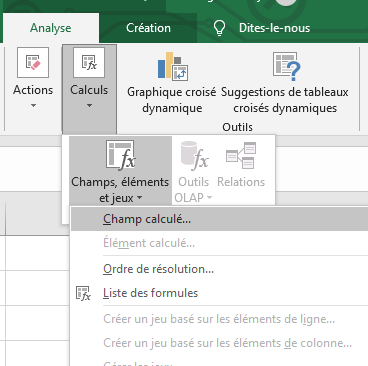 Analyse
Création
Dites-le-nous
Actions
Calculs
Graphique croisé
dynamique
Suggestions de tableaux
croisés dynamiques
Outils
Champs, éléments
et jeux
Outils
OLAP
Relations
Champ calculé...
Élément calculé...
Ordre de résolution...
Liste des formules
Créer un jeu basé sur les éléments de ligne...
Créer un jeu basé sur les éléments de colonne...